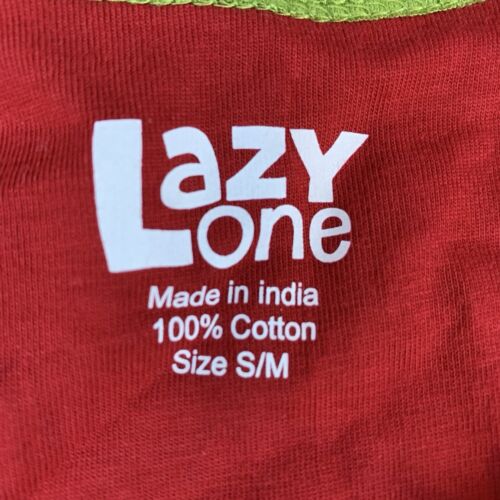 Lazy
One
Made in india
100% Cotton
Size S/M